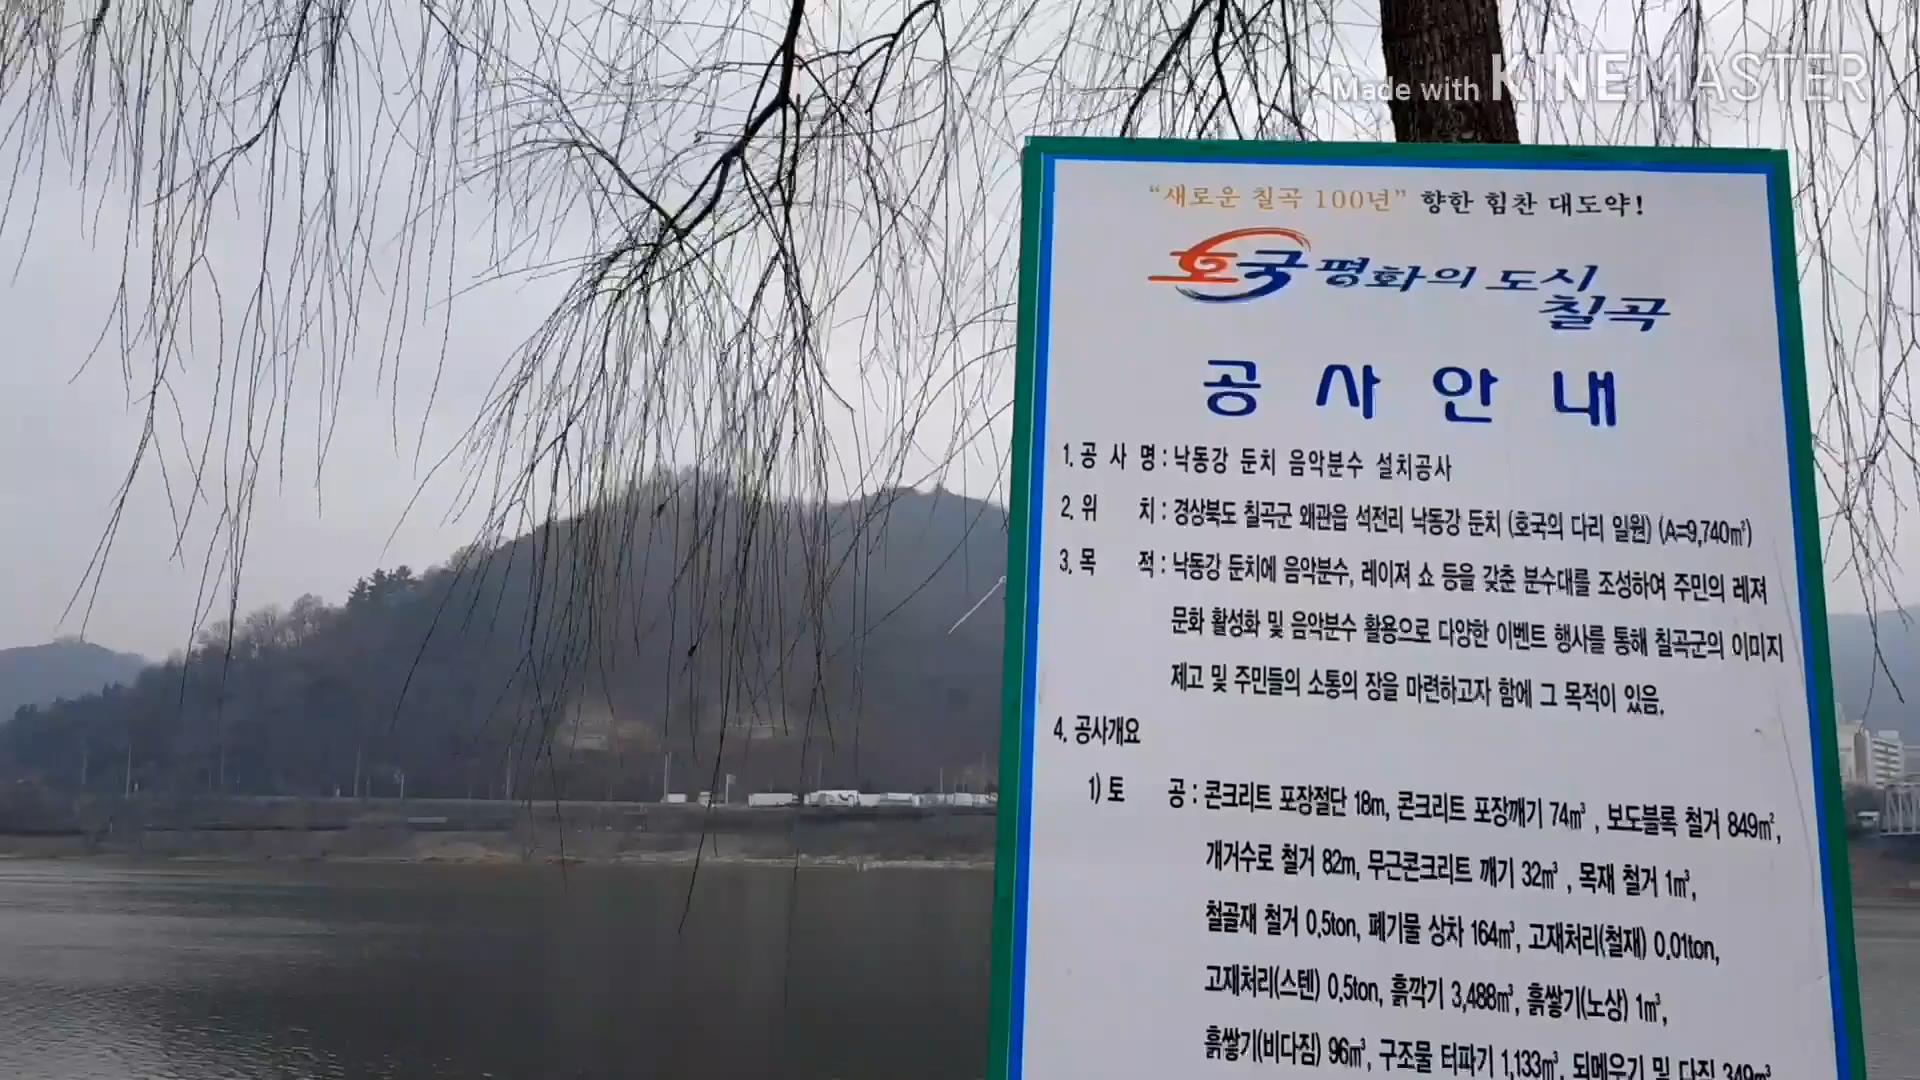 Made with KINEMASTER
“새로운 칠곡 100년” 향한 힘찬 대도약!
호국 평화의 도시
칠곡
공 사 안 내
1. 공 사 명 : 낙동강 둔치 음악분수 설치공사
2. 위 치 : 경상북도 칠곡군 왜관읍 석전리 낙동강 둔치 (호국의 다리 일원) (A=9,740㎡)
3. 목 적 : 낙동강 둔치에 음악분수, 레이져 쇼 등을 갖춘 분수대를 조성하여 주민의 레져
문화 활성화 및 음악분수 활용으로 다양한 이벤트 행사를 통해 칠곡군의 이미지
제고 및 주민들의 소통의 장을 마련하고자 함에 그 목적이 있음.
4. 공사개요
1) 토 공 : 콘크리트 포장절단 18m, 콘크리트 포장깨기 74㎥ , 보도블록 철거 849㎡,
개거수로 철거 82m, 무근콘크리트 깨기 32㎥ , 목재 철거 1㎥,
철골재 철거 0.5ton, 폐기물 상차 164㎥, 고재처리(철재) 0.01ton,
고재처리(스텐) 0.5ton, 흙깍기 3,488㎥, 흙쌓기(노상) 1㎥,
흙쌓기(비다짐) 96㎥, 구조물 터파기 1,133㎥, 되메우기 및 다짐 349㎥